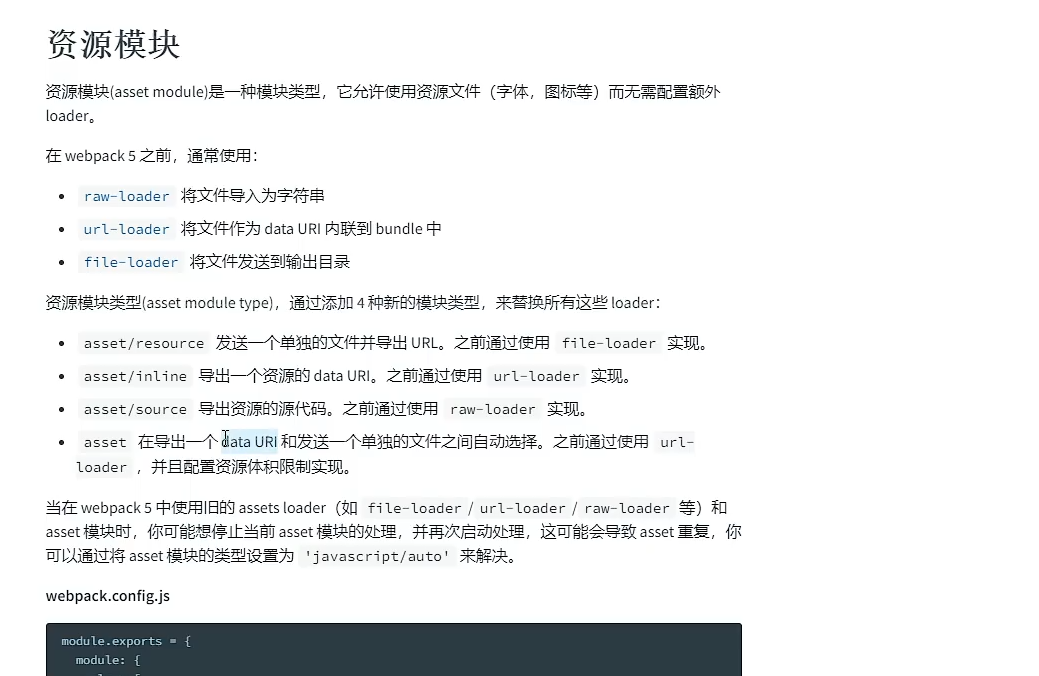 资源模块
资源模块(asset module)是一种模块类型，它允许使用资源文件（字体，图标等）而无需配置额外
loader。
在 webpack 5 之前，通常使用：
raw-loader 将文件导入为字符串
url-loader 将文件作为 data URI 内联到 bundle 中
file-loader 将文件发送到输出目录
资源模块类型(asset module type)，通过添加 4 种新的模块类型，来替换所有这些 loader：
asset/resource 发送一个单独的文件并导出 URL。之前通过使用 file-loader 实现。
asset/inline 导出一个资源的 data URI。之前通过使用 url-loader 实现。
asset/source 导出资源的源代码。之前通过使用 raw-loader 实现。
asset 在导出一个 data URI 和发送一个单独的文件之间自动选择。之前通过使用 url-
loader ，并且配置资源体积限制实现。
当在 webpack 5 中使用旧的 assets loader（如 file-loader / url-loader / raw-loader 等）和
asset 模块时，你可能想停止当前 asset 模块的处理，并再次启动处理，这可能会导致 asset 重复，你
可以通过将 asset 模块的类型设置为 'javascript/auto' 来解决。
webpack.config.js
module.exports = {
module: {